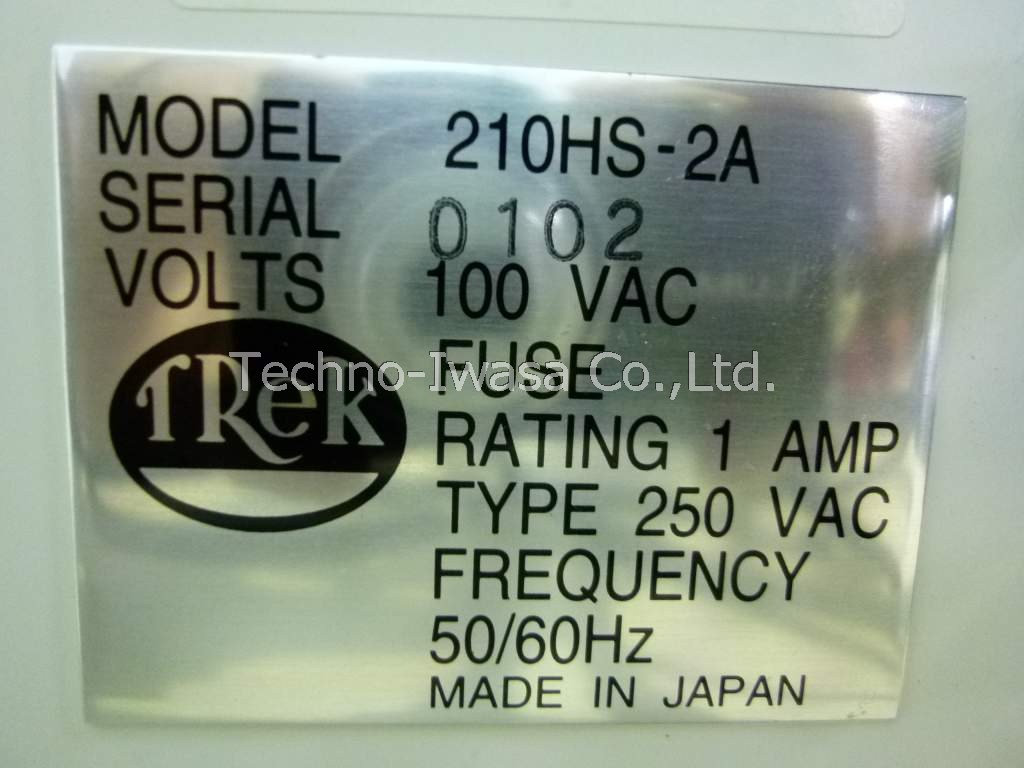 MODEL 210HS-2A
SERIAL 0102
VOLTS 100 VAC
TReK
Techno-Iwasa Co.,Ltd.
FUSE
RATING 1 AMP
TYPE 250 VAC
FREQUENCY
50/60Hz
MADE IN JAPAN